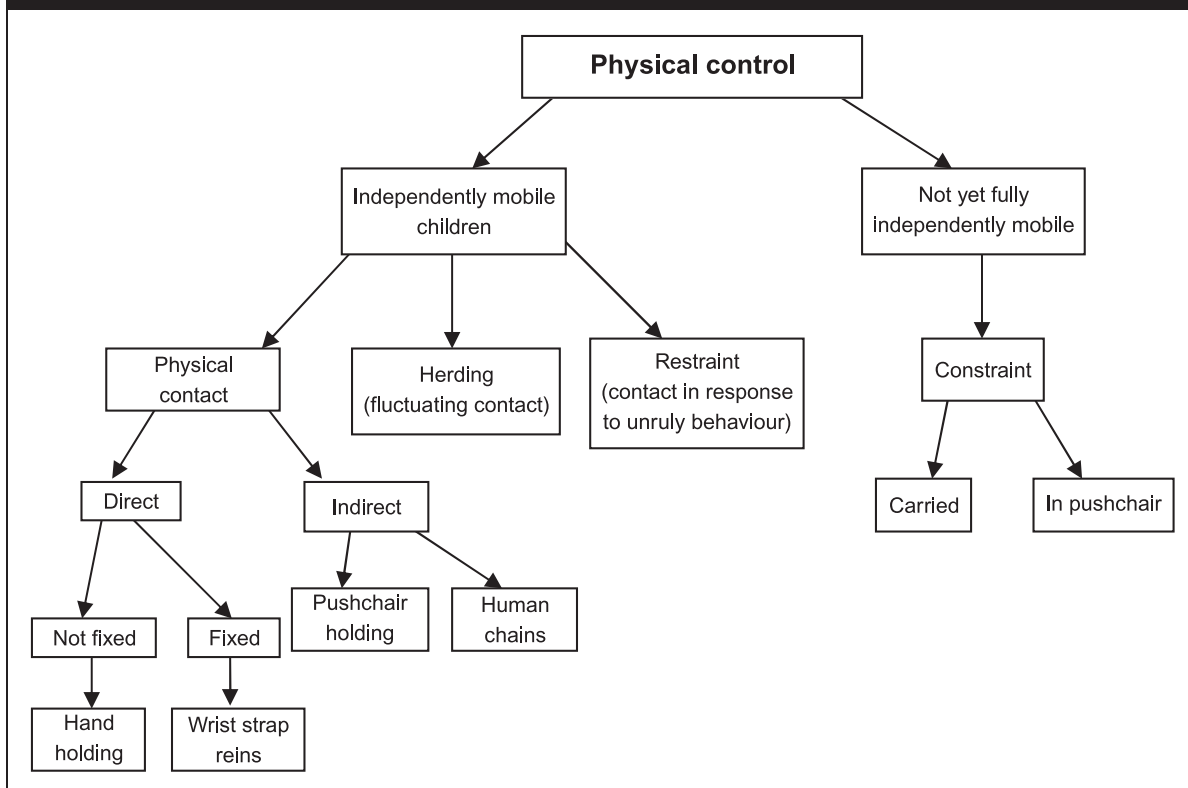 Physical control
Independently mobile
children
Not yet fully
independently mobile
Physical
contact
Herding
(fluctuating contact)
Restraint
(contact in response
to unruly behaviour)
Constraint
Direct
Indirect
Carried
In pushchair
Not fixed
Fixed
Pushchair
holding
Human
chains
Hand
holding
Wrist strap
reins